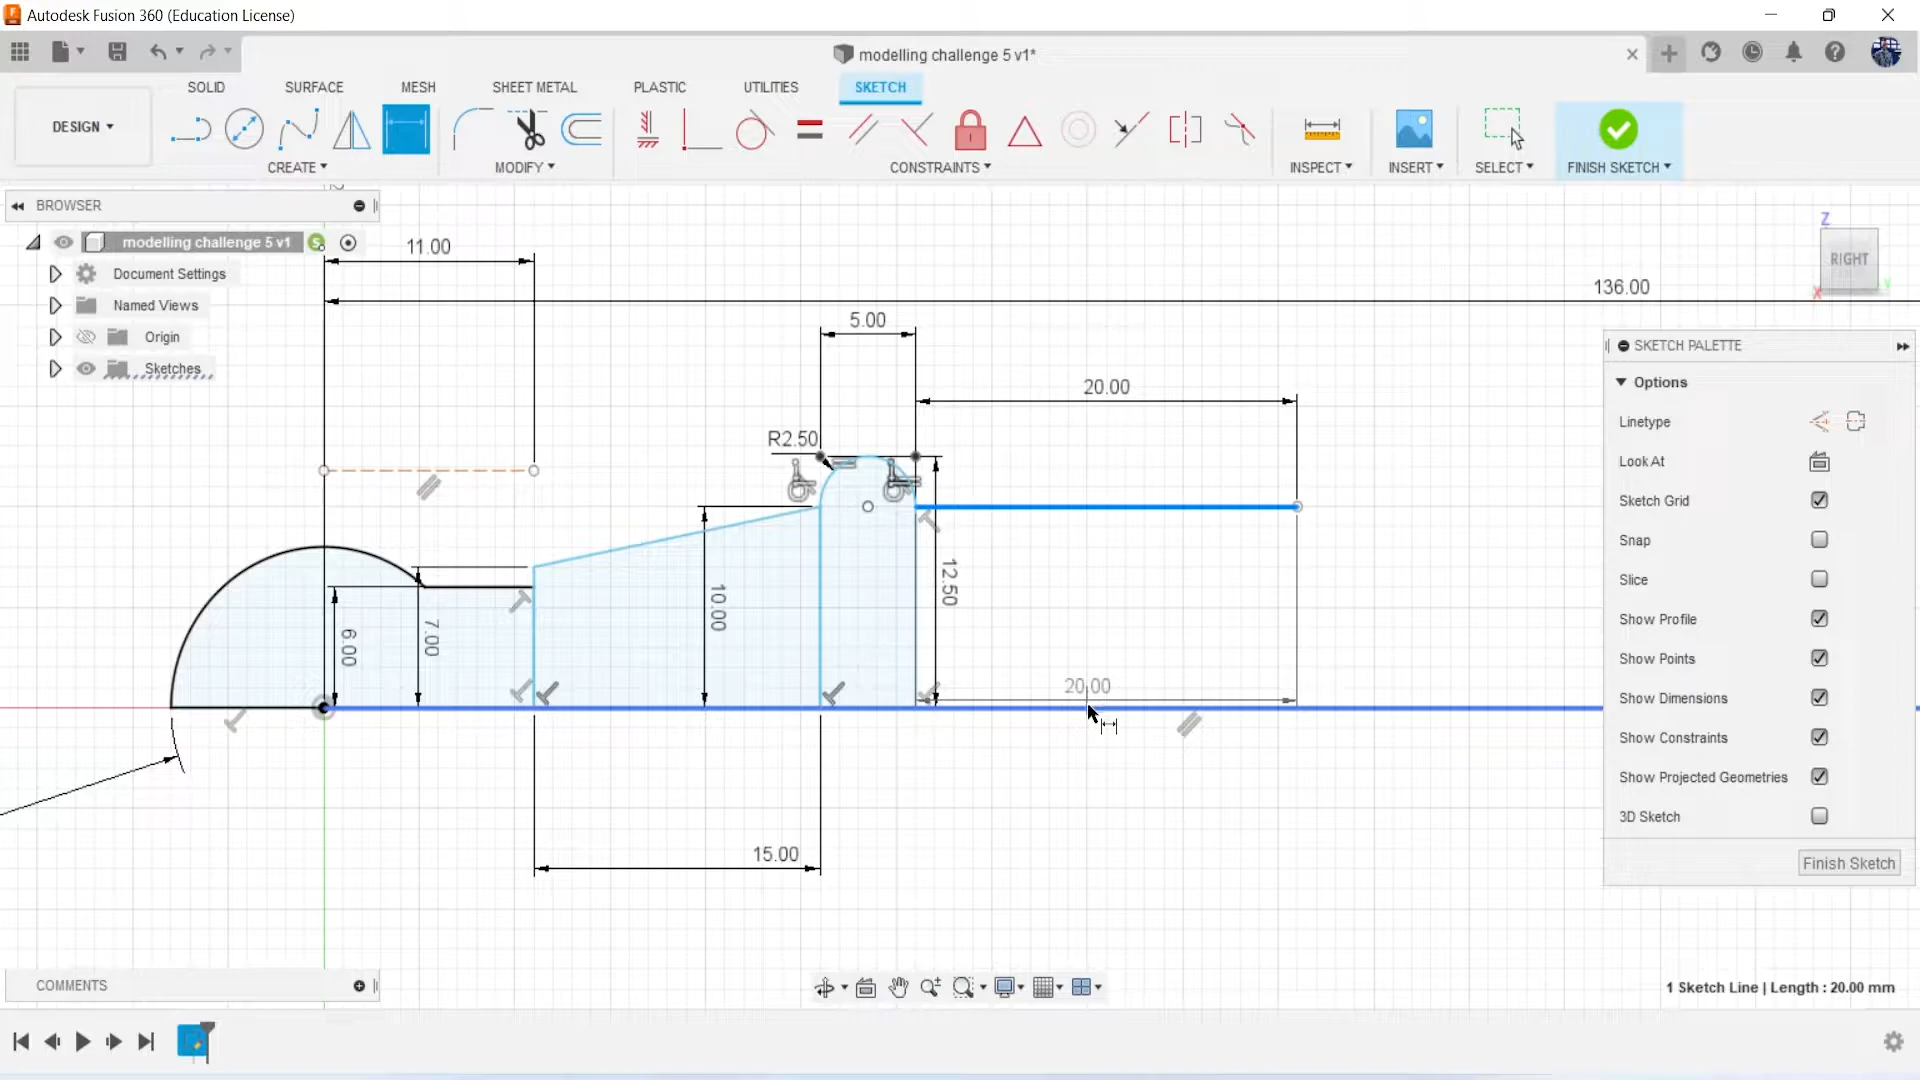 Autodesk Fusion 360 (Education License)
modelling challenge 5 v1*
SOLID SURFACE MESH SHEET METAL PLASTIC UTILITIES SKETCH
DESIGN
CREATE MODIFY CONSTRAINTS INSPECT INSERT SELECT FINISH SKETCH
BROWSER
modelling challenge 5 v1
Document Settings
Named Views
Origin
Sketches
11.00
136.00
5.00
20.00
R2.50
12.50
10.00
7.00
6.00
20.00
15.00
Z
RIGHT
X
Y
SKETCH PALETTE
Options
Linetype
Look At
Sketch Grid
Snap
Slice
Show Profile
Show Points
Show Dimensions
Show Constraints
Show Projected Geometries
3D Sketch
Finish Sketch
COMMENTS
1 Sketch Line | Length : 20.00 mm